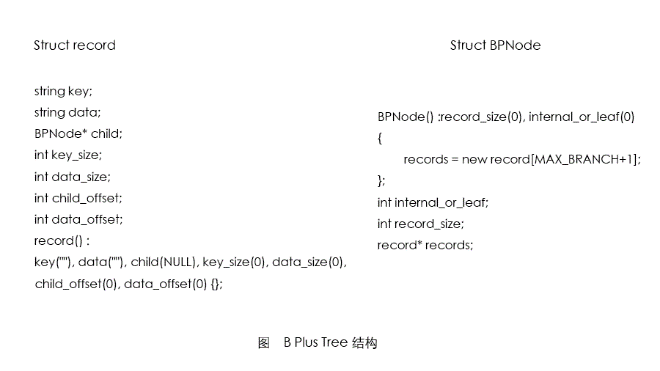 Struct record
string key;
string data;
BPNode* child;
int key_size;
int data_size;
int child_offset;
int data_offset;
record() :
key(""), data(""), child(NULL), key_size(0), data_size(0),
child_offset(0), data_offset(0) {};
Struct BPNode
BPNode() :record_size(0), internal_or_leaf(0)
{
records = new record[MAX_BRANCH+1];
};
int internal_or_leaf;
int record_size;
record* records;
图 B Plus Tree 结构